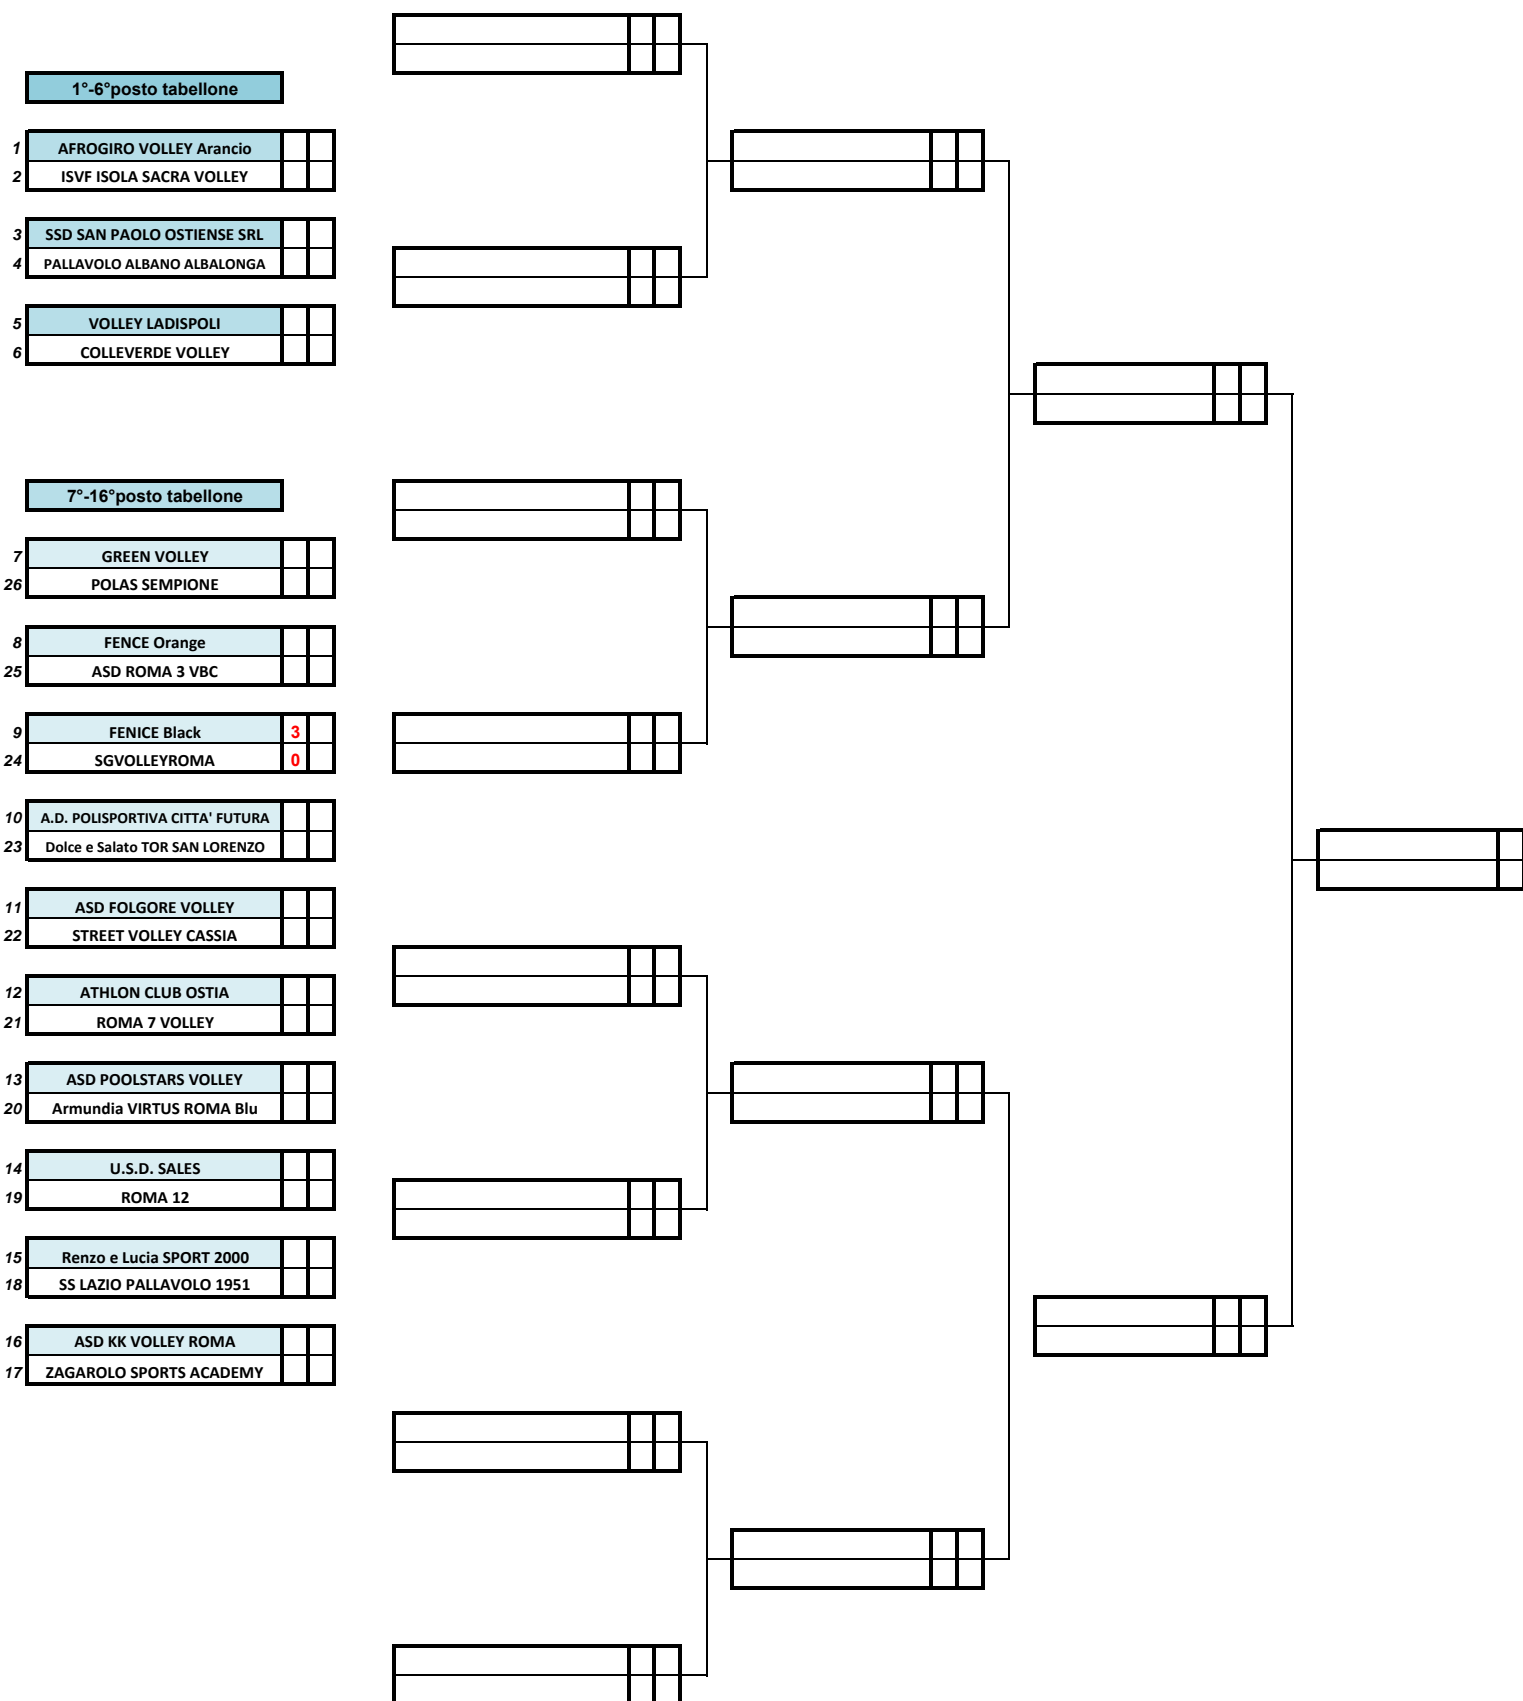 1°-6°posto tabellone
1 AFROGIRO VOLLEY Arancio
2 ISVF ISOLA SACRA VOLLEY
3 SSD SAN PAOLO OSTIENSE SRL
4 PALLAVOLO ALBANO ALBALONGA
5 VOLLEY LADISPOLI
6 COLLEVERDE VOLLEY
7°-16°posto tabellone
7 GREEN VOLLEY
26 POLAS SEMPIONE
8 FENCE Orange
25 ASD ROMA 3 VBC
9 FENICE Black 3
24 SGVOLLEYROMA 0
10 A.D. POLISPORTIVA CITTA' FUTURA
23 Dolce e Salato TOR SAN LORENZO
11 ASD FOLGORE VOLLEY
22 STREET VOLLEY CASSIA
12 ATHLON CLUB OSTIA
21 ROMA 7 VOLLEY
13 ASD POOLSTARS VOLLEY
20 Armundia VIRTUS ROMA Blu
14 U.S.D. SALES
19 ROMA 12
15 Renzo e Lucia SPORT 2000
18 SS LAZIO PALLAVOLO 1951
16 ASD KK VOLLEY ROMA
17 ZAGAROLO SPORTS ACADEMY